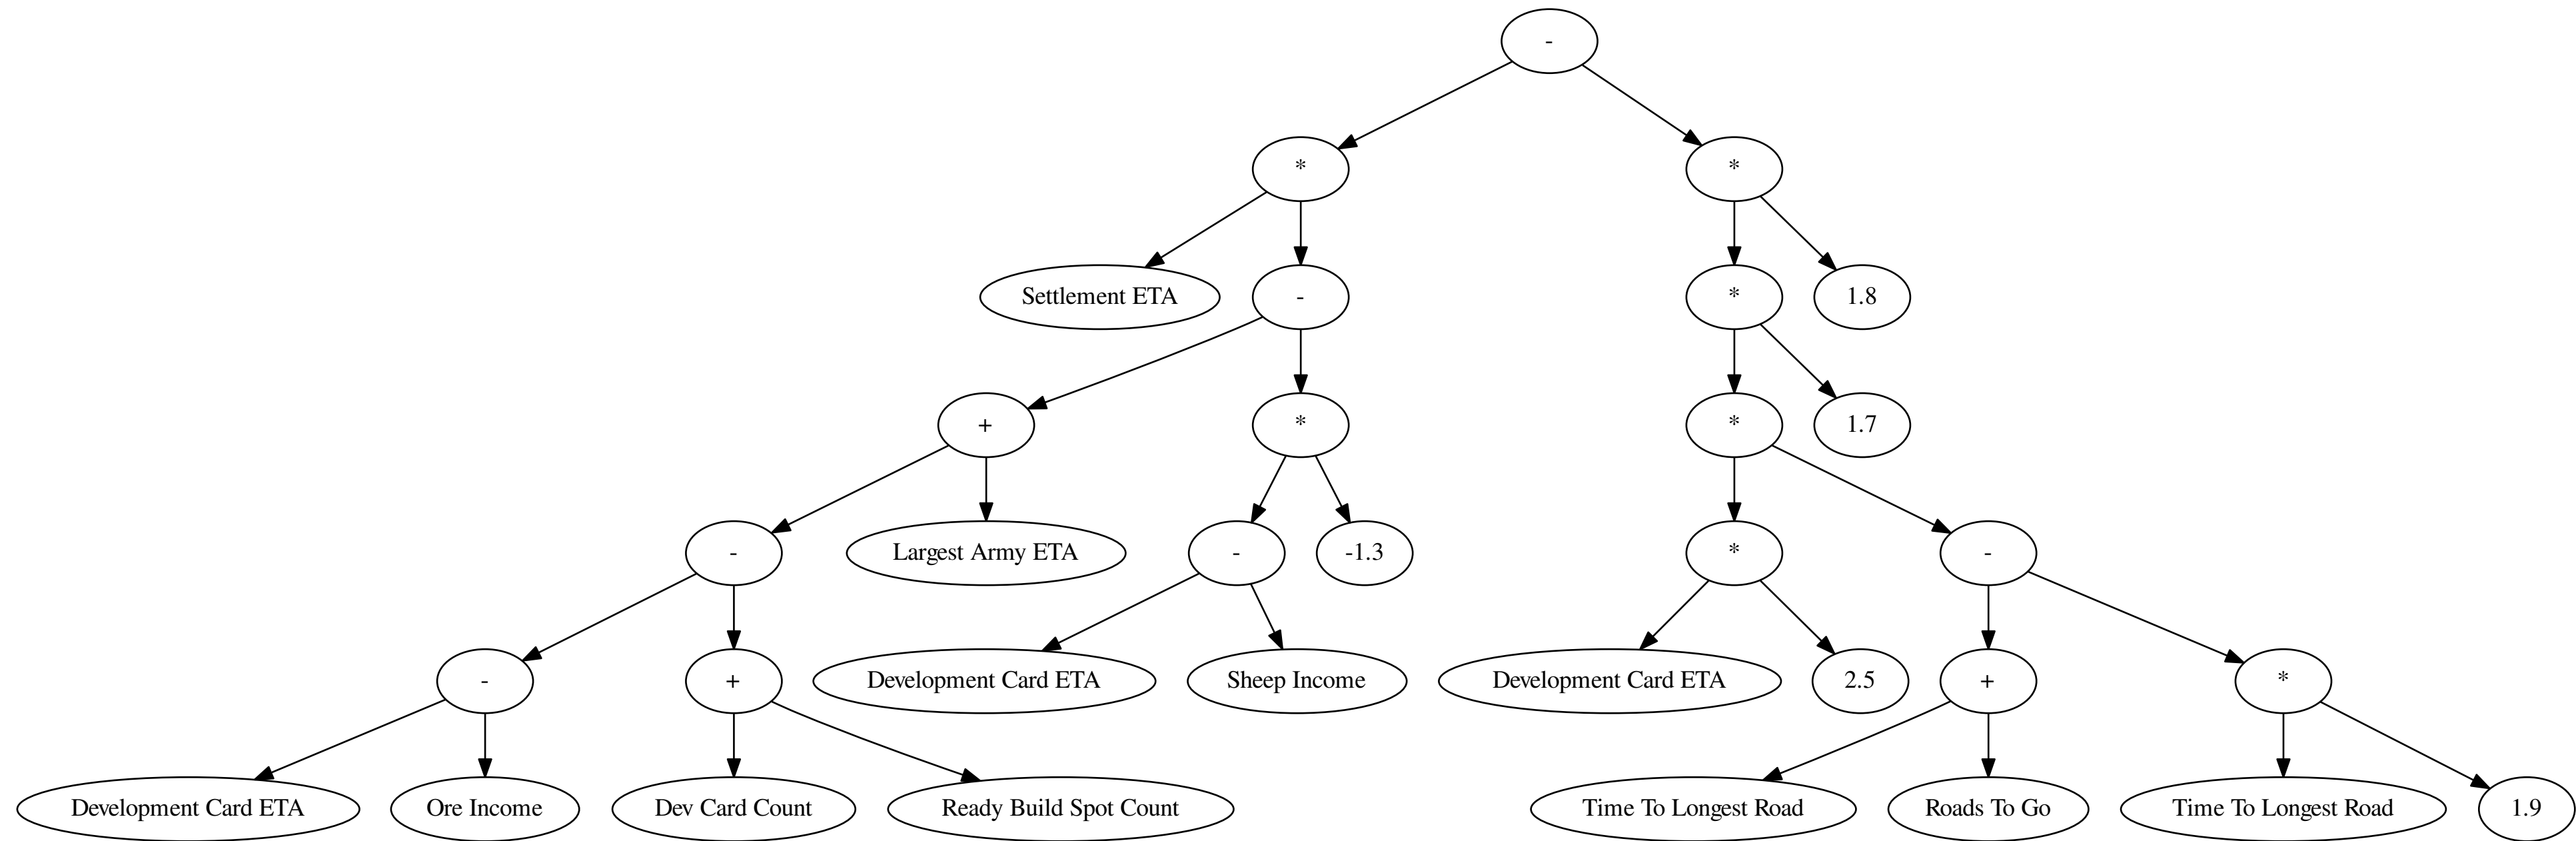 -
*
*
Settlement ETA
-
*
1.8
+
*
*
1.7
-
Largest Army ETA
-
-1.3
*
-
-
+
Development Card ETA
Sheep Income
Development Card ETA
2.5
+
*
Development Card ETA
Ore Income
Dev Card Count
Ready Build Spot Count
Time To Longest Road
Roads To Go
Time To Longest Road
1.9